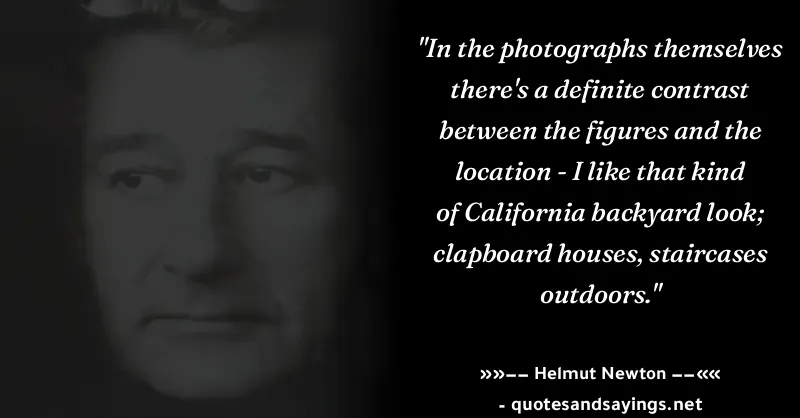 "In the photographs themselves
there's a definite contrast
between the figures and the
location - I like that kind
of California backyard look;
clapboard houses, staircases
outdoors."
»»−− Helmut Newton −−««
- quotesandsayings.net